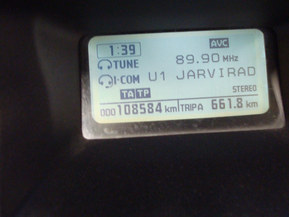 1:39 AVC
TUNE 89.90 MHz
I-COM U1 JARVIRAD
STEREO
TA TP
ODO 108584 km TRIPA 661.8 km